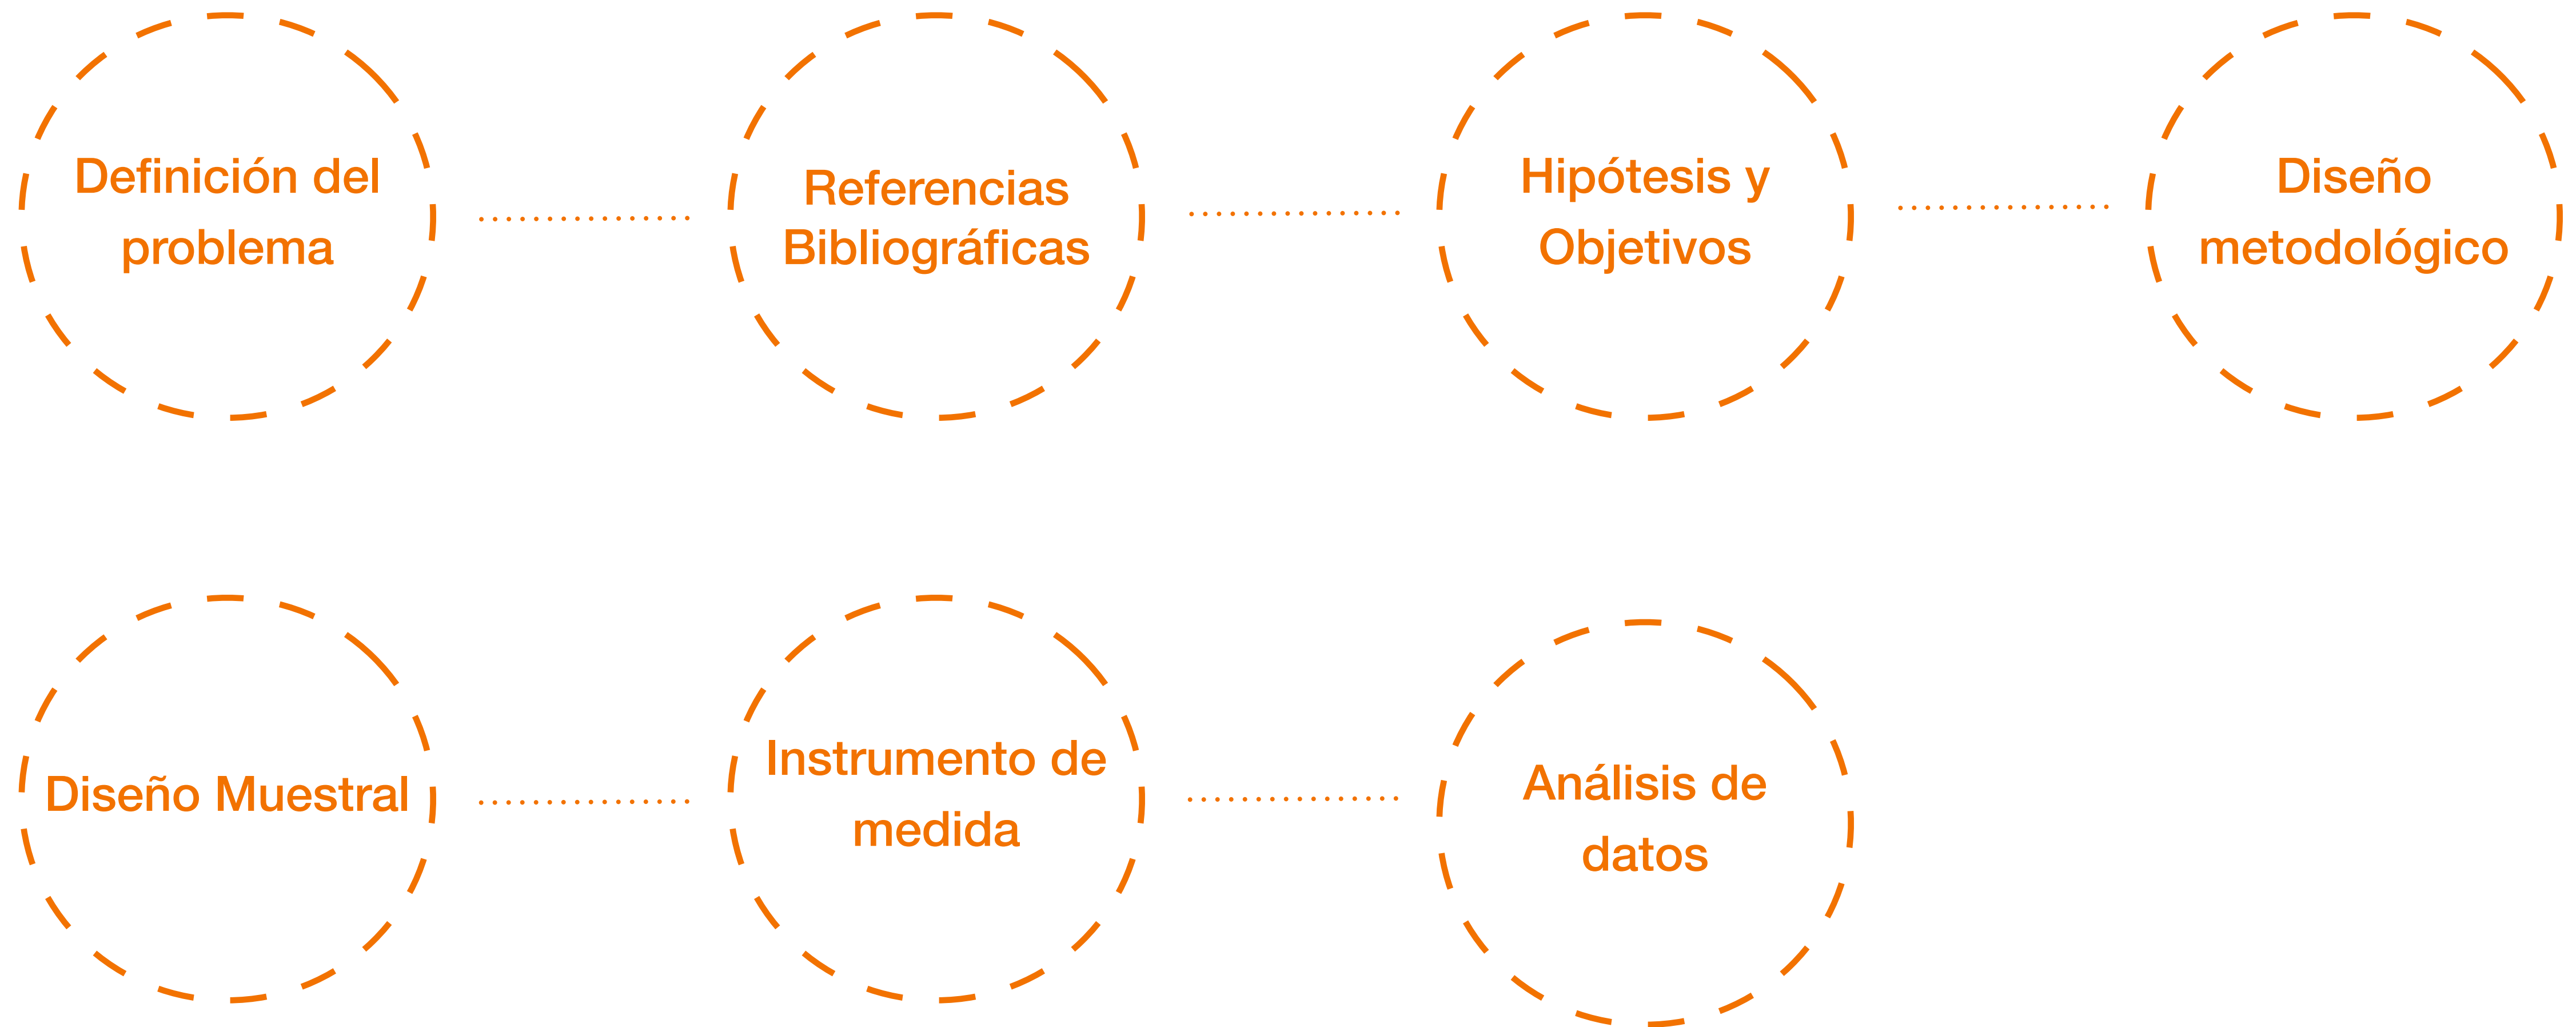 Definición del
problema
Referencias
Bibliográficas
Hipótesis y
Objetivos
Diseño
metodológico
Diseño Muestral
Instrumento de
medida
Análisis de
datos